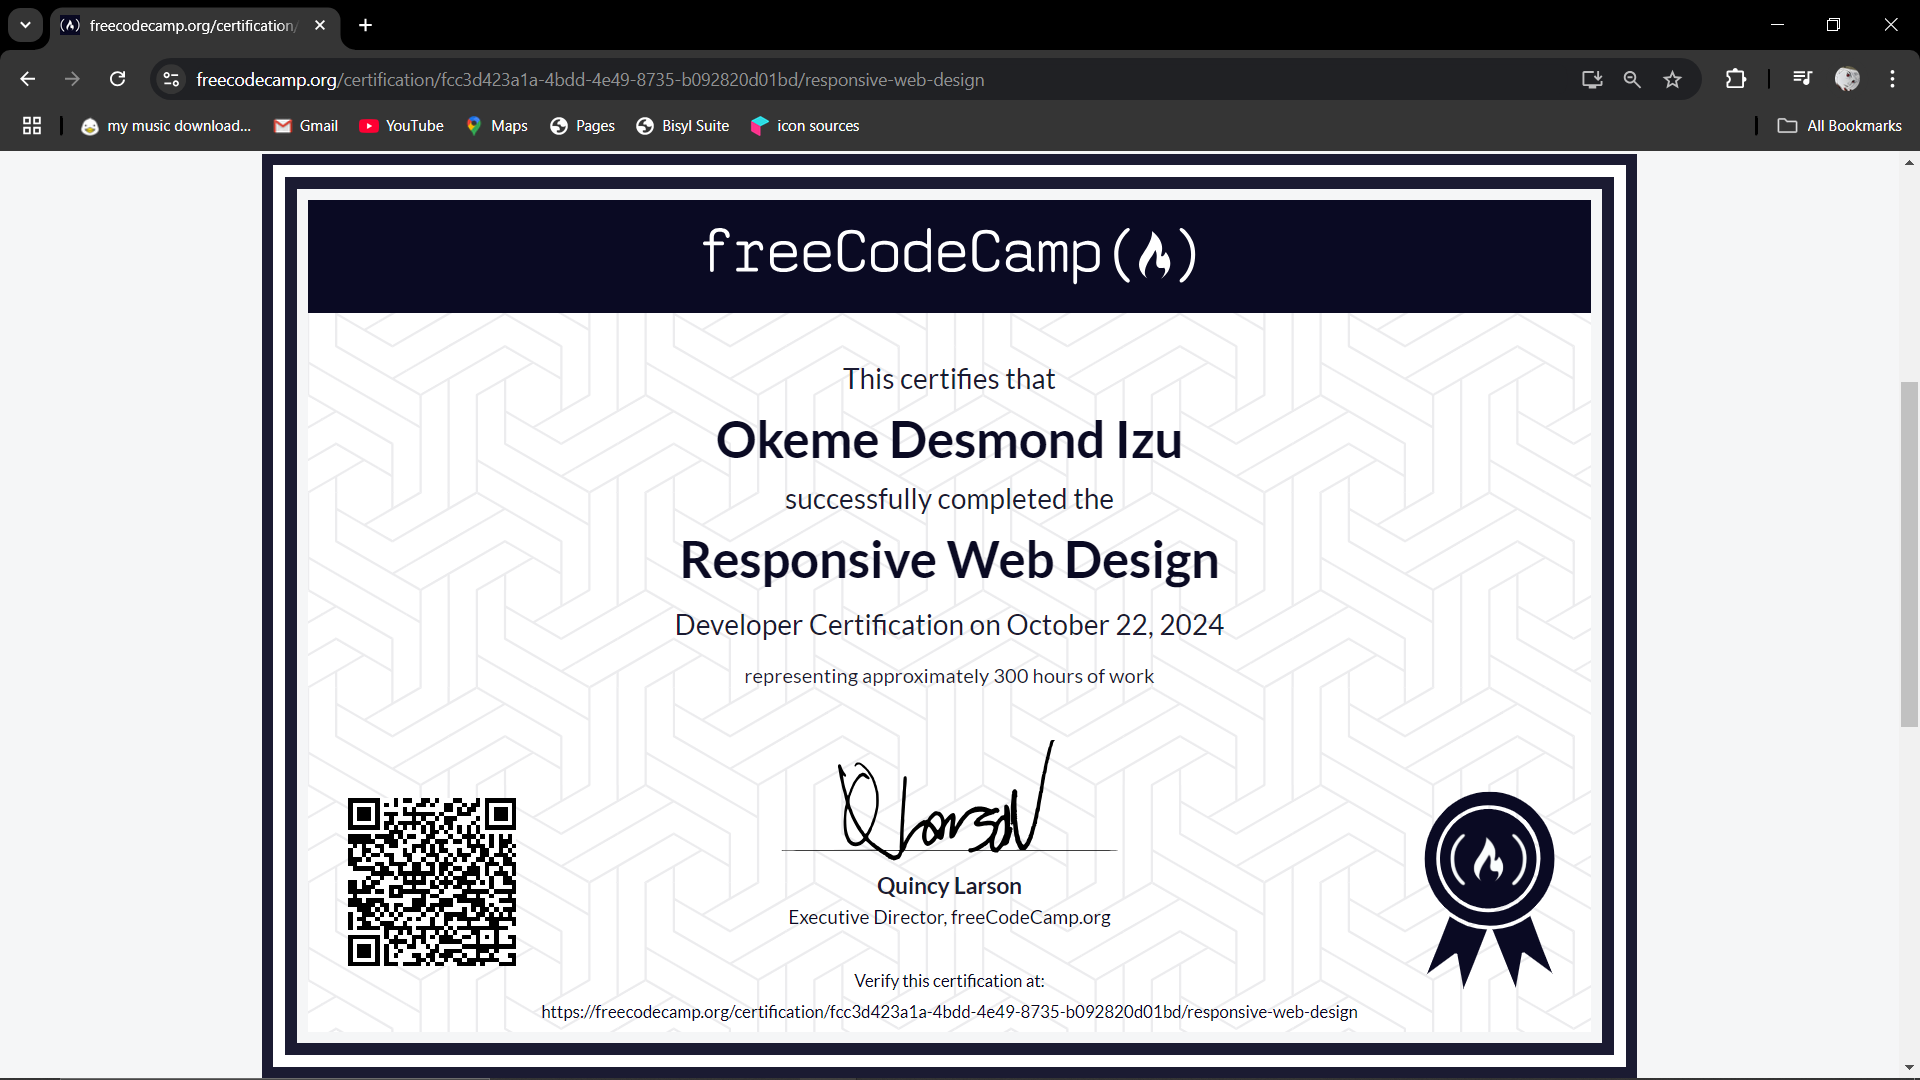 freecodecamp.org/certification/
freecodecamp.org/certification/fcc3d423a1a-4bdd-4e49-8735-b092820d01bd/responsive-web-design
my music download...
Gmail
YouTube
Maps
Pages
Bisyl Suite
icon sources
All Bookmarks
freeCodeCamp
This certifies that
Okeme Desmond Izu
successfully completed the
Responsive Web Design
Developer Certification on October 22, 2024
representing approximately 300 hours of work
Quincy Larson
Executive Director, freeCodeCamp.org
Verify this certification at:
https://freecodecamp.org/certification/fcc3d423a1a-4bdd-4e49-8735-b092820d01bd/responsive-web-design